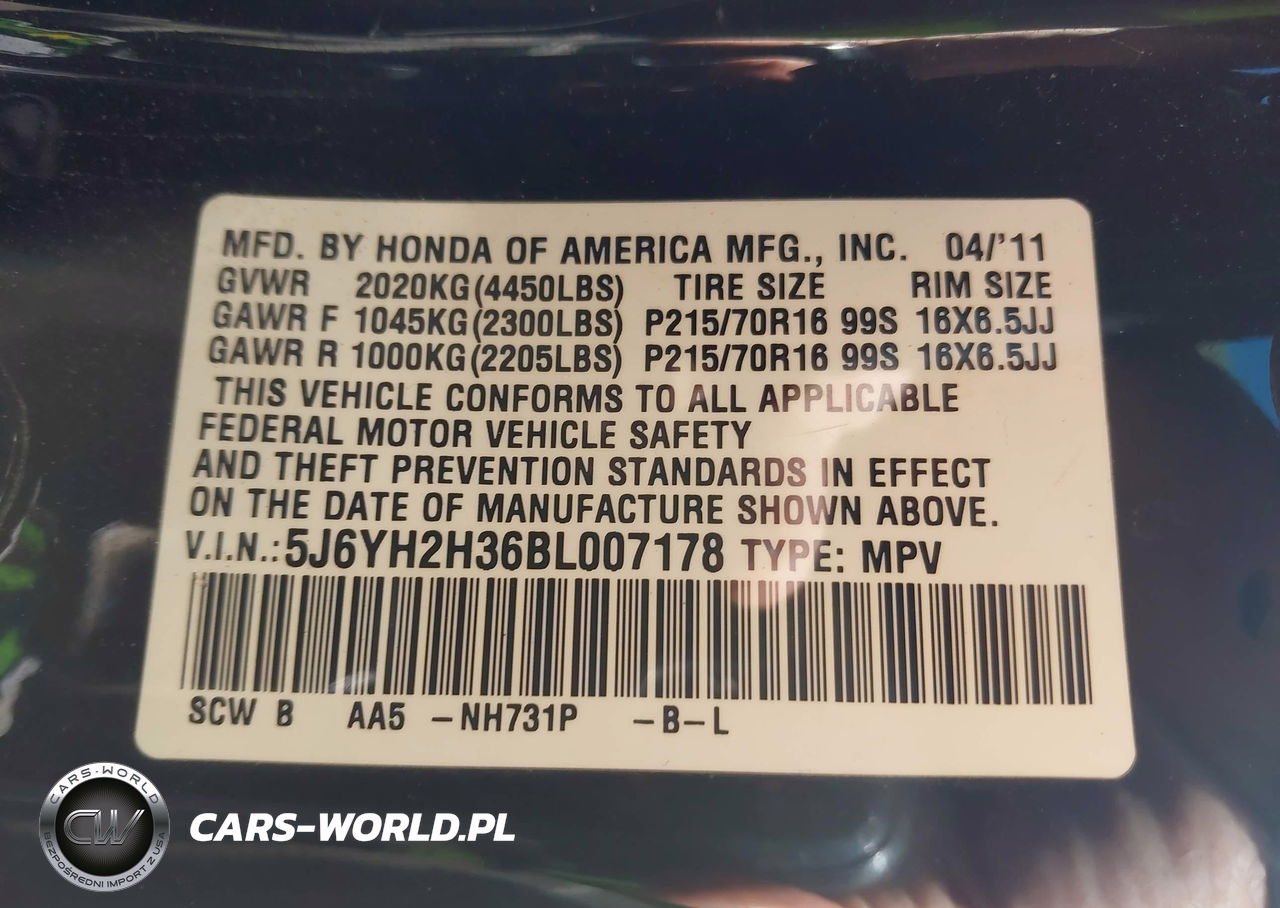 MFD. BY HONDA OF AMERICA MFG., INC. 04/'11
GVWR 2020KG(4450LBS) TIRE SIZE RIM SIZE
GAWR F 1045KG(2300LBS) P215/70R16 99S 16X6.5JJ
GAWR R 1000KG(2205LBS) P215/70R16 99S 16X6.5JJ
THIS VEHICLE CONFORMS TO ALL APPLICABLE
FEDERAL MOTOR VEHICLE SAFETY
AND THEFT PREVENTION STANDARDS IN EFFECT
ON THE DATE OF MANUFACTURE SHOWN ABOVE.
V.I.N.: 5J6YH2H36BL007178 TYPE: MPV
SCW B AA5 -NH731P -B-L
CARS-WORLD
CW
BEZPOŚREDNI IMPORT Z USA
CARS-WORLD.PL